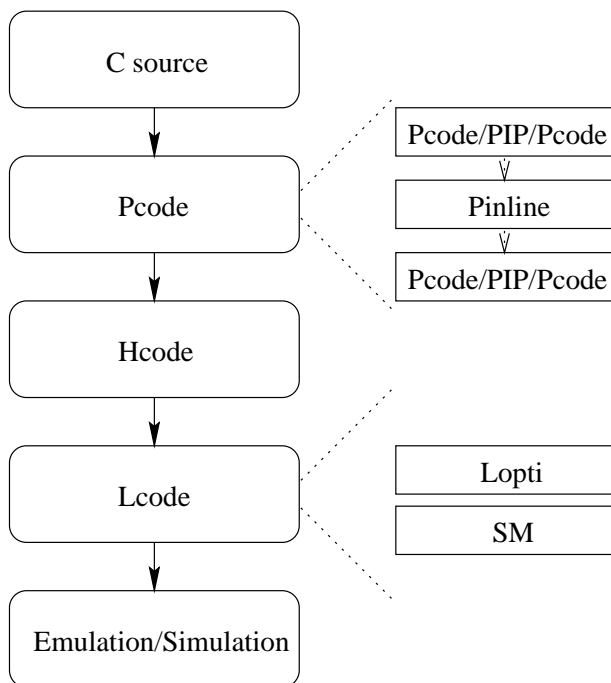 C source
Pcode/PIP/Pcode
Pcode
Pinline
Pcode/PIP/Pcode
Hcode
Lcode
Lopti
SM
Emulation/Simulation